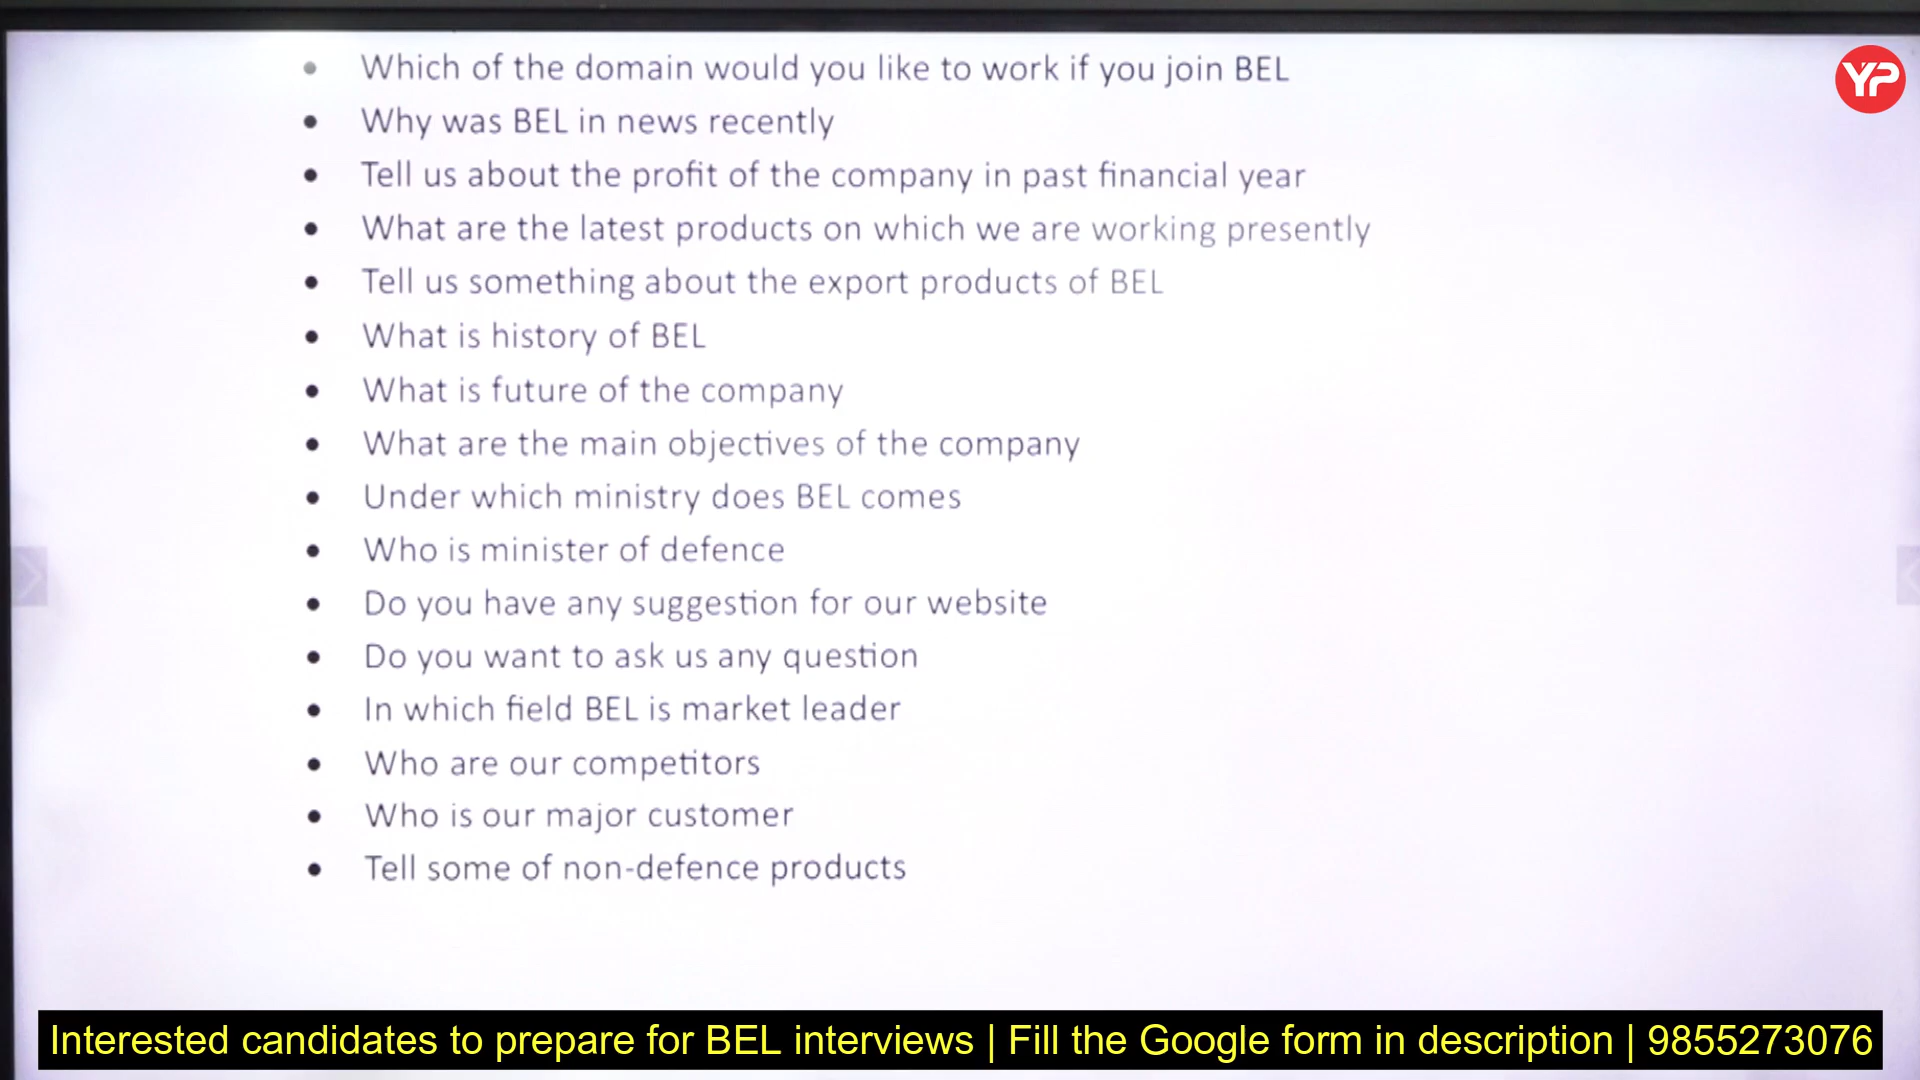 YP
• Which of the domain would you like to work if you join BEL
• Why was BEL in news recently
• Tell us about the profit of the company in past financial year
• What are the latest products on which we are working presently
• Tell us something about the export products of BEL
• What is history of BEL
• What is future of the company
• What are the main objectives of the company
• Under which ministry does BEL comes
• Who is minister of defence
• Do you have any suggestion for our website
• Do you want to ask us any question
• In which field BEL is market leader
• Who are our competitors
• Who is our major customer
• Tell some of non-defence products
Interested candidates to prepare for BEL interviews | Fill the Google form in description | 9855273076